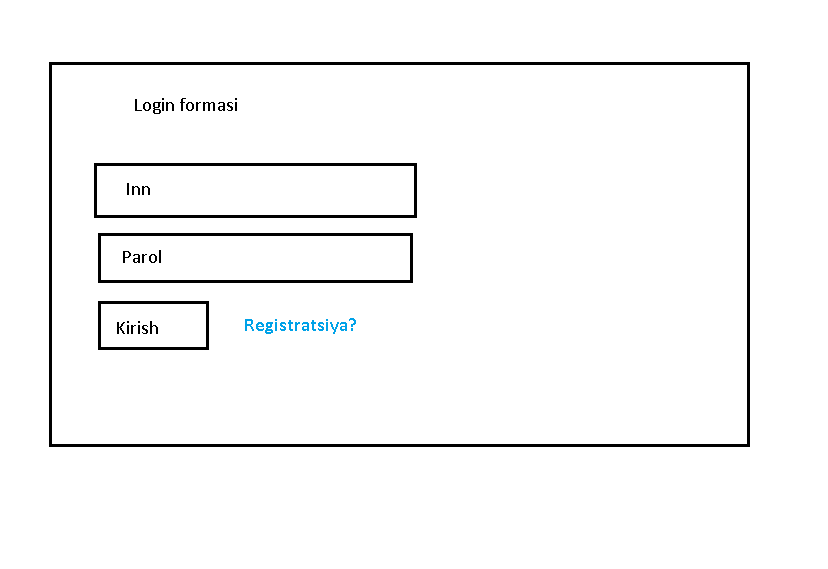 Login formasi
Inn
Parol
Kirish Registratsiya?